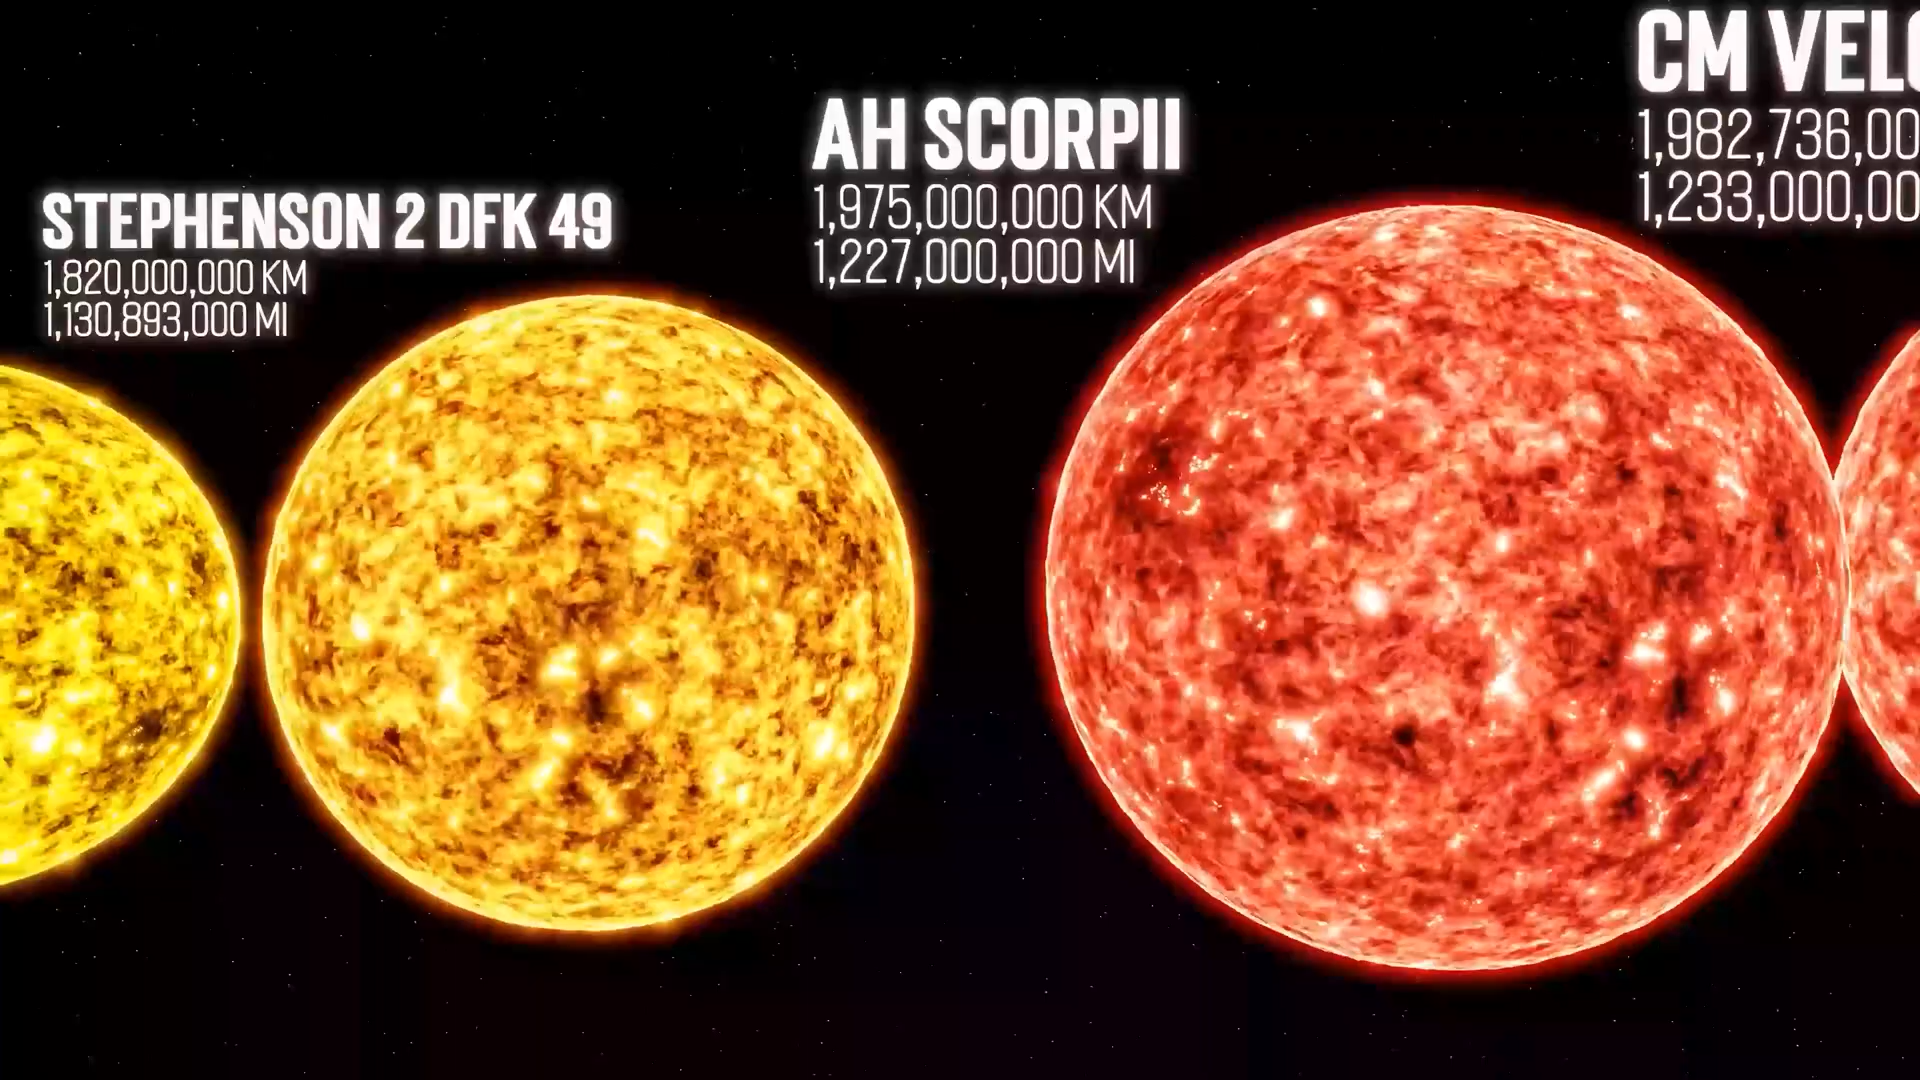 STEPHENSON 2 DFK 49
1,820,000,000 KM
1,130,893,000 MI
AH SCORPII
1,975,000,000 KM
1,227,000,000 MI
CM VEL
1,982,736,00
1,233,000,00